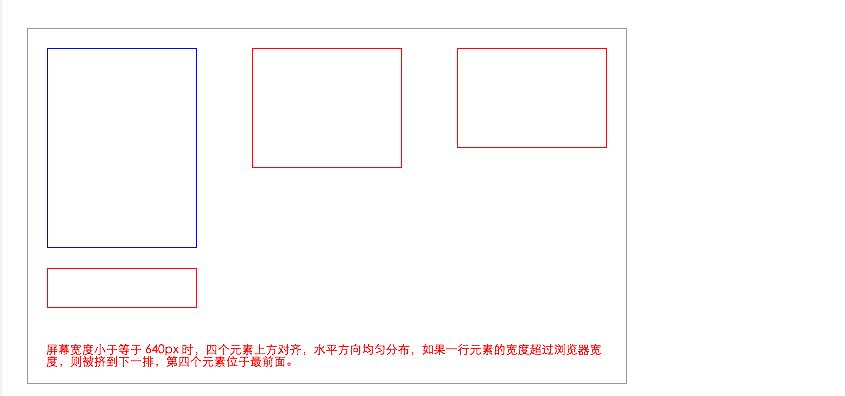 屏幕宽度小于等于 640px 时，四个元素上方对齐，水平方向均匀分布，如果一行元素的宽度超过浏览器宽
度，则被挤到下一排，第四个元素位于最前面。